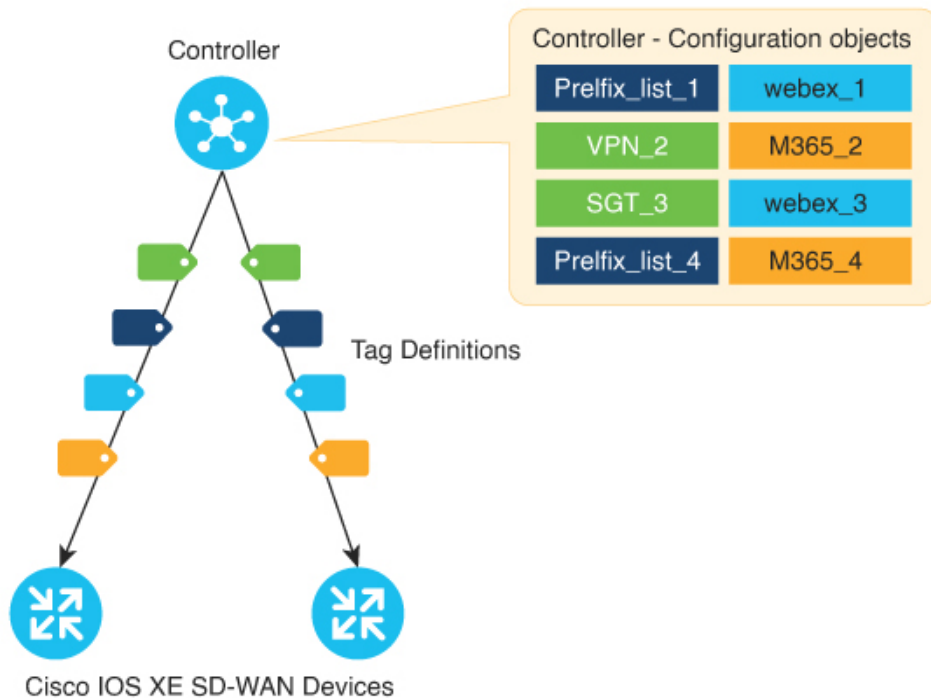 Controller
Controller - Configuration objects
Prelfix_list_1
webex_1
VPN_2
M365_2
SGT_3
webex_3
Prelfix_list_4
M365_4
Tag Definitions
Cisco IOS XE SD-WAN Devices